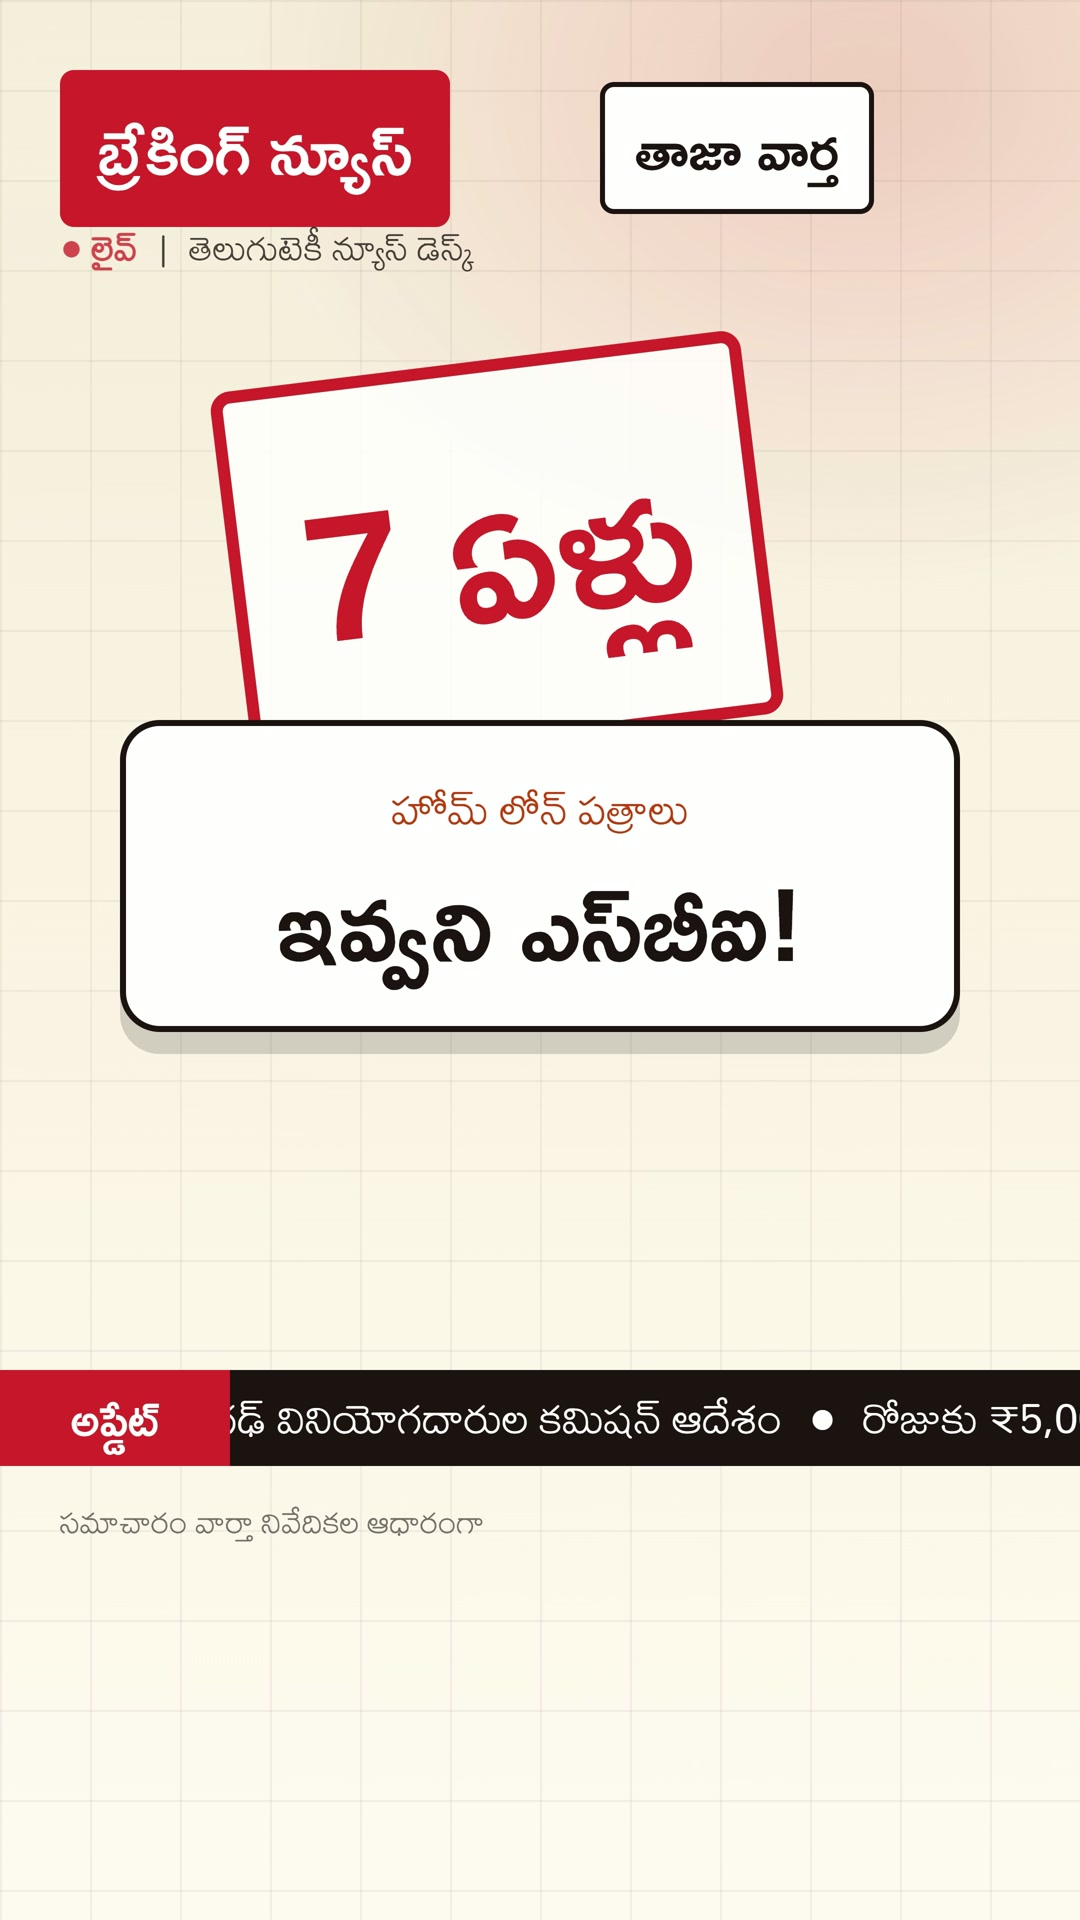 బ్రేకింగ్ న్యూస్
తాజా వార్త
• లైవ్ | తెలుగుటెకీ న్యూస్ డెస్క్
7 ఏళ్లు
హోమ్ లోన్ పత్రాలు
ఇవ్వని ఎస్‌బీఐ!
అప్డేట్
వినియోగదారుల కమిషన్ ఆదేశం ● రోజుకు
సమాచారం వార్తా నివేదికల ఆధారంగా